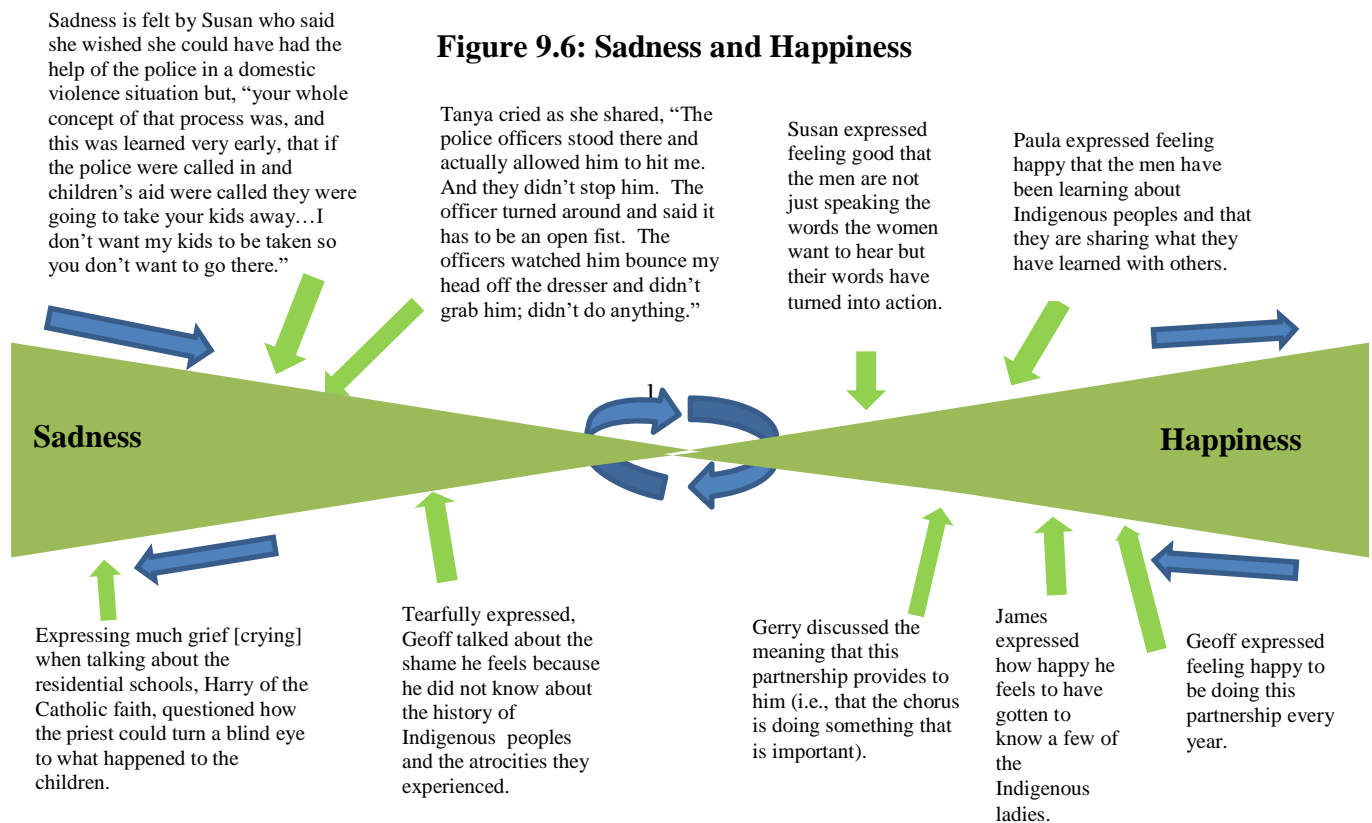 Sadness is felt by Susan who said
she wished she could have had the
help of the police in a domestic
violence situation but, “your whole
concept of that process was, and
this was learned very early, that if
the police were called in and
children’s aid were called they were
going to take your kids away…I
don’t want my kids to be taken so
you don’t want to go there.”
Figure 9.6: Sadness and Happiness
Tanya cried as she shared, “The
police officers stood there and
actually allowed him to hit me.
And they didn’t stop him.  The
officer turned around and said it
has to be an open fist.  The
officers watched him bounce my
head off the dresser and didn’t
grab him; didn’t do anything.”
Susan expressed
feeling good that
the men are not
just speaking the
words the women
want to hear but
their words have
turned into action.
Paula expressed feeling
happy that the men have
been learning about
Indigenous peoples and that
they are sharing what they
have learned with others.
Sadness
Happiness
Expressing much grief [crying]
when talking about the
residential schools, Harry of the
Catholic faith, questioned how
the priest could turn a blind eye
to what happened to the
children.
Tearfully expressed,
Geoff talked about the
shame he feels because
he did not know about
the history of
Indigenous  peoples
and the atrocities they
experienced.
Gerry discussed the
meaning that this
partnership provides to
him (i.e., that the chorus
is doing something that
is important).
James
expressed
how happy he
feels to have
gotten to
know a few of
the
Indigenous
ladies.
Geoff expressed
feeling happy to
be doing this
partnership every
year.